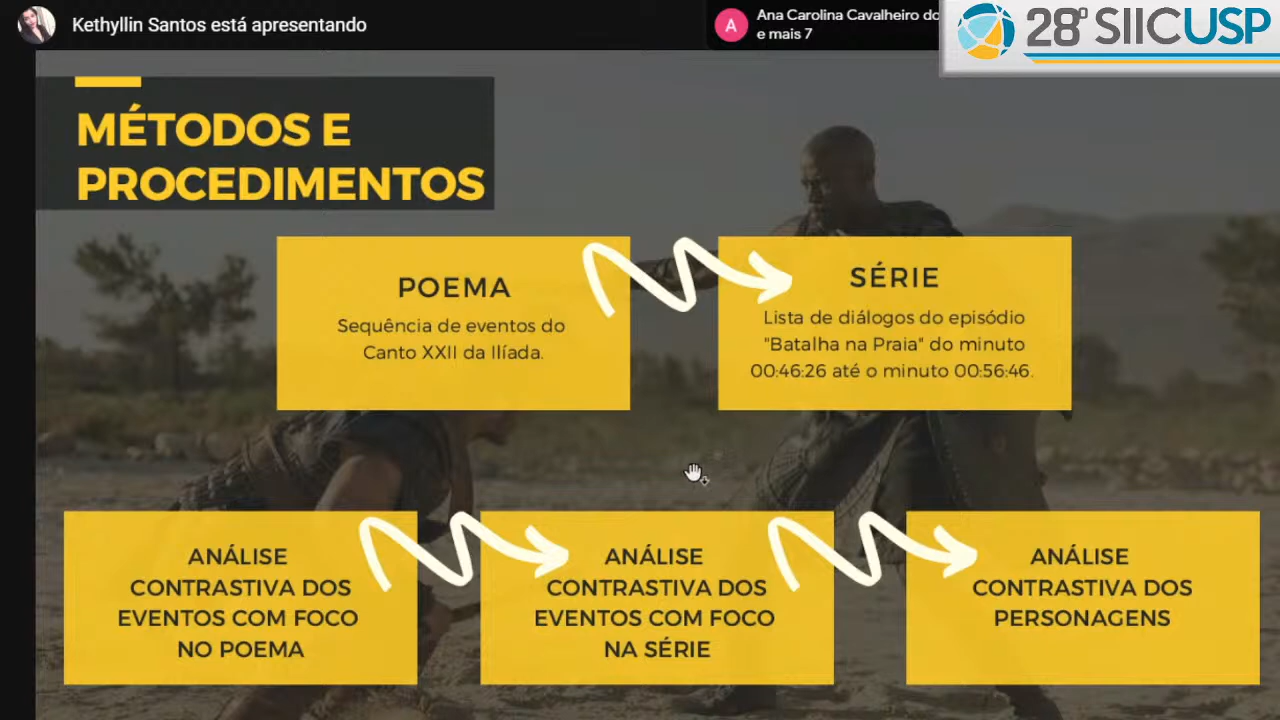 Kethyllin Santos está apresentando
Ana Carolina Cavalheiro do
e mais 7
A
28º SIICUSP
MÉTODOS E
PROCEDIMENTOS
POEMA
Sequência de eventos do
Canto XXII da Ilíada.
SÉRIE
Lista de diálogos do episódio
"Batalha na Praia" do minuto
00:46:26 até o minuto 00:56:46.
ANÁLISE
CONTRASTIVA DOS
EVENTOS COM FOCO
NO POEMA
ANÁLISE
CONTRASTIVA DOS
EVENTOS COM FOCO
NA SÉRIE
ANÁLISE
CONTRASTIVA DOS
PERSONAGENS